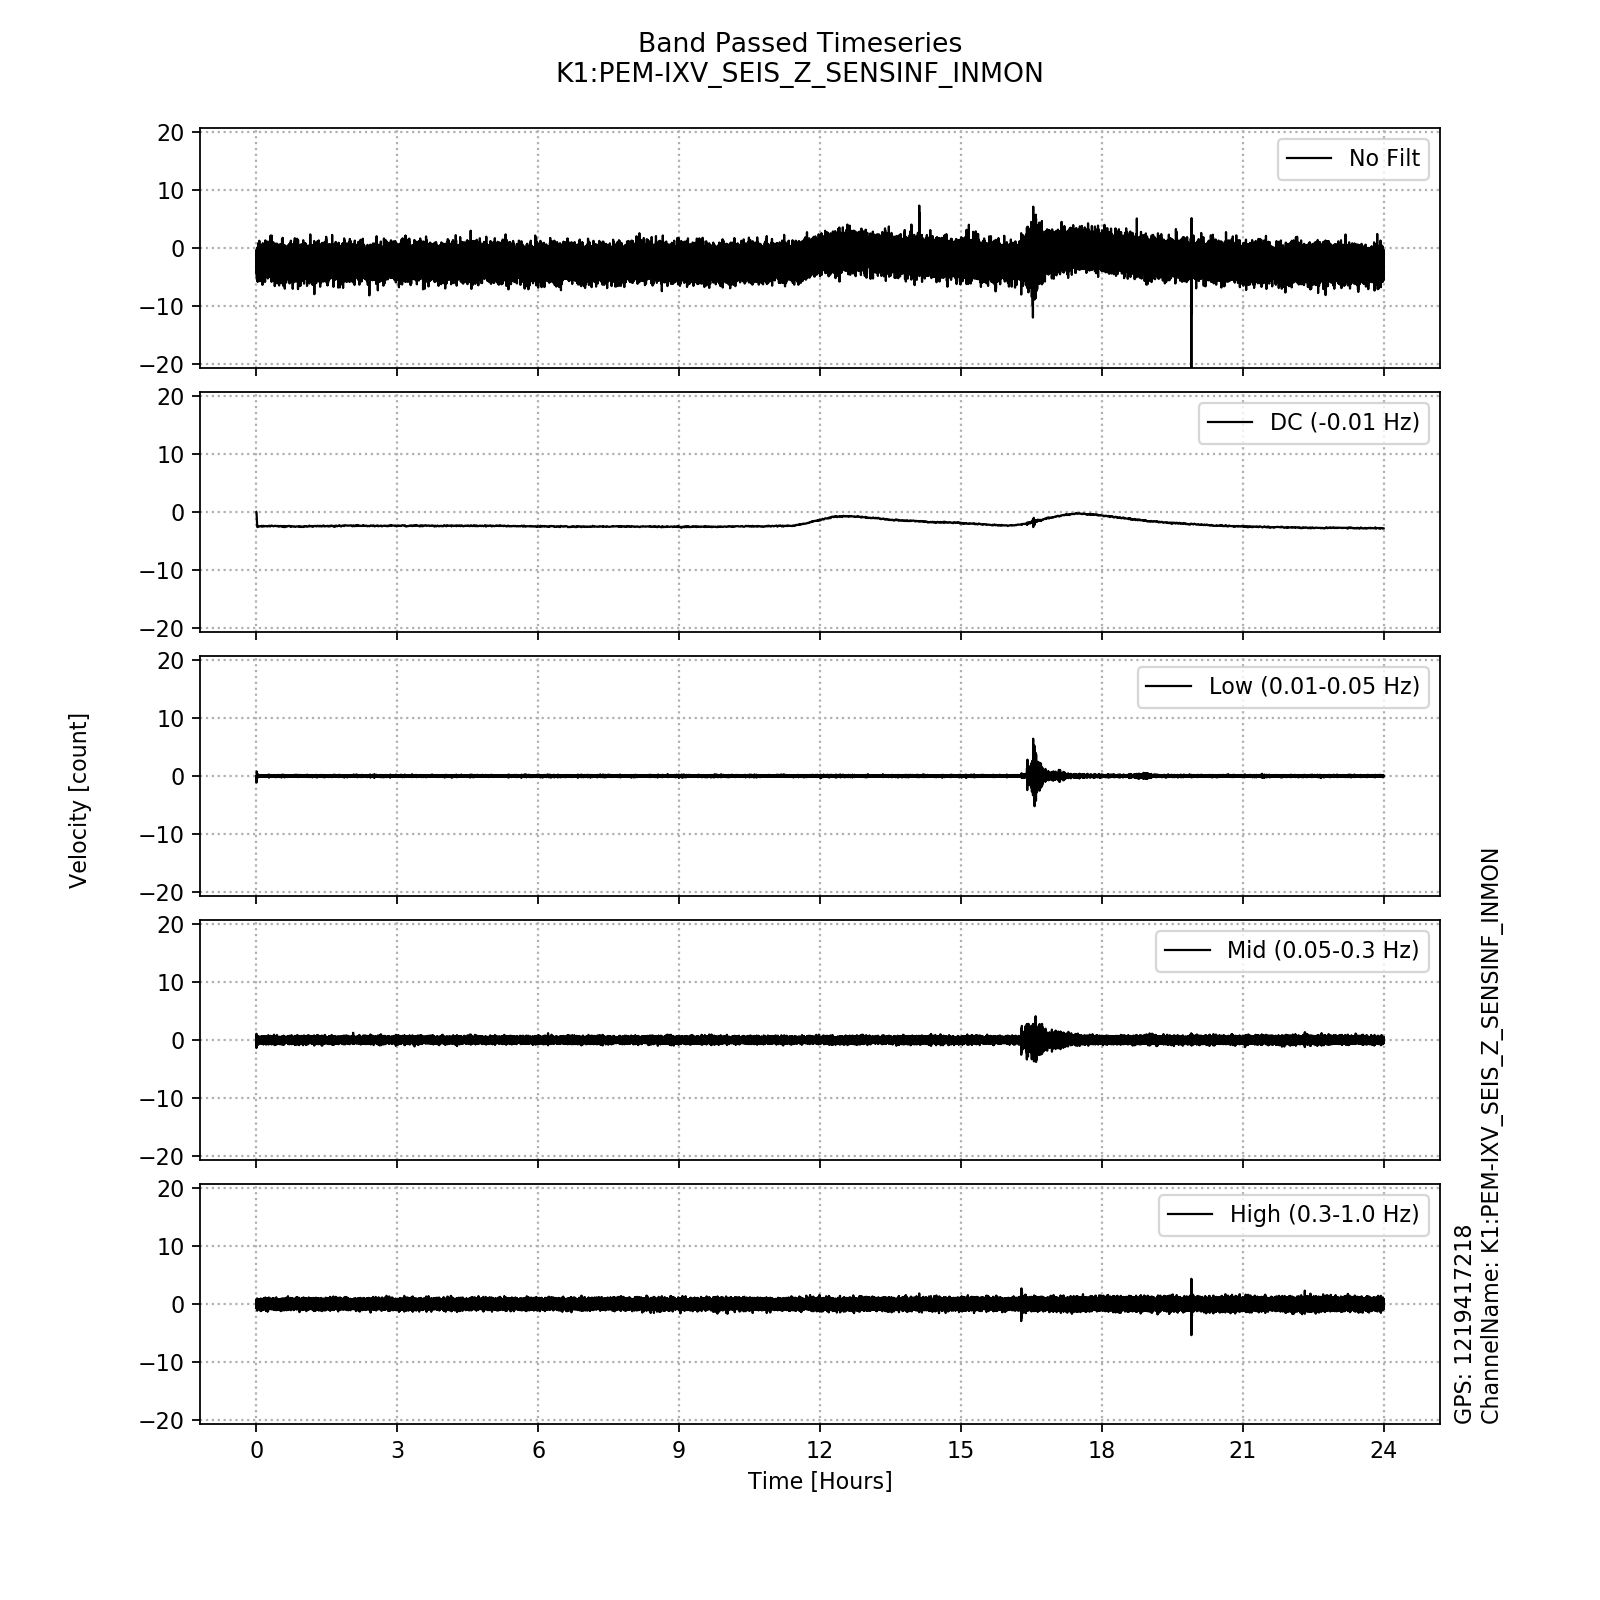 Band Passed Timeseries
K1:PEM-IXV_SEIS_Z_SENSINF_INMON
20
10
0
−10
−20
No Filt
20
10
0
−10
−20
DC (-0.01 Hz)
20
10
0
−10
−20
Low (0.01-0.05 Hz)
20
10
0
−10
−20
Mid (0.05-0.3 Hz)
20
10
0
−10
−20
High (0.3-1.0 Hz)
0 3 6 9 12 15 18 21 24
Time [Hours]
Velocity [count]
GPS: 1219417218
ChannelName: K1:PEM-IXV_SEIS_Z_SENSINF_INMON